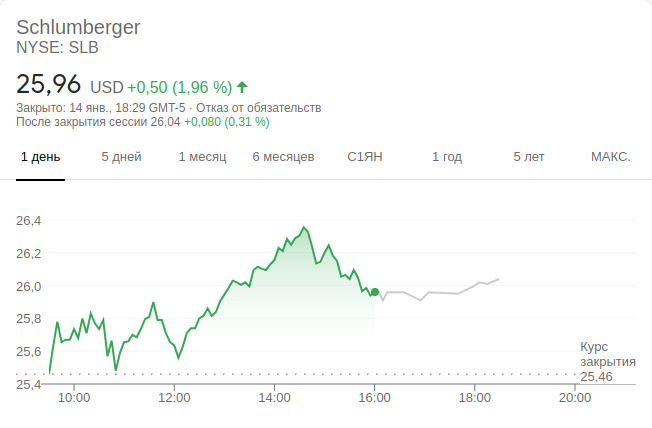 Schlumberger
NYSE: SLB
25,96 USD +0,50 (1,96 %)
Закрыто: 14 янв., 18:29 GMT-5 · Отказ от обязательств
После закрытия сессии 26,04 +0,080 (0,31 %)
1 день 5 дней 1 месяц 6 месяцев С1ЯН 1 год 5 лет МАКС.
26,4
26,2
26,0
25,8
25,6
25,4
Курс
закрытия
25,46
10:00 12:00 14:00 16:00 18:00 20:00